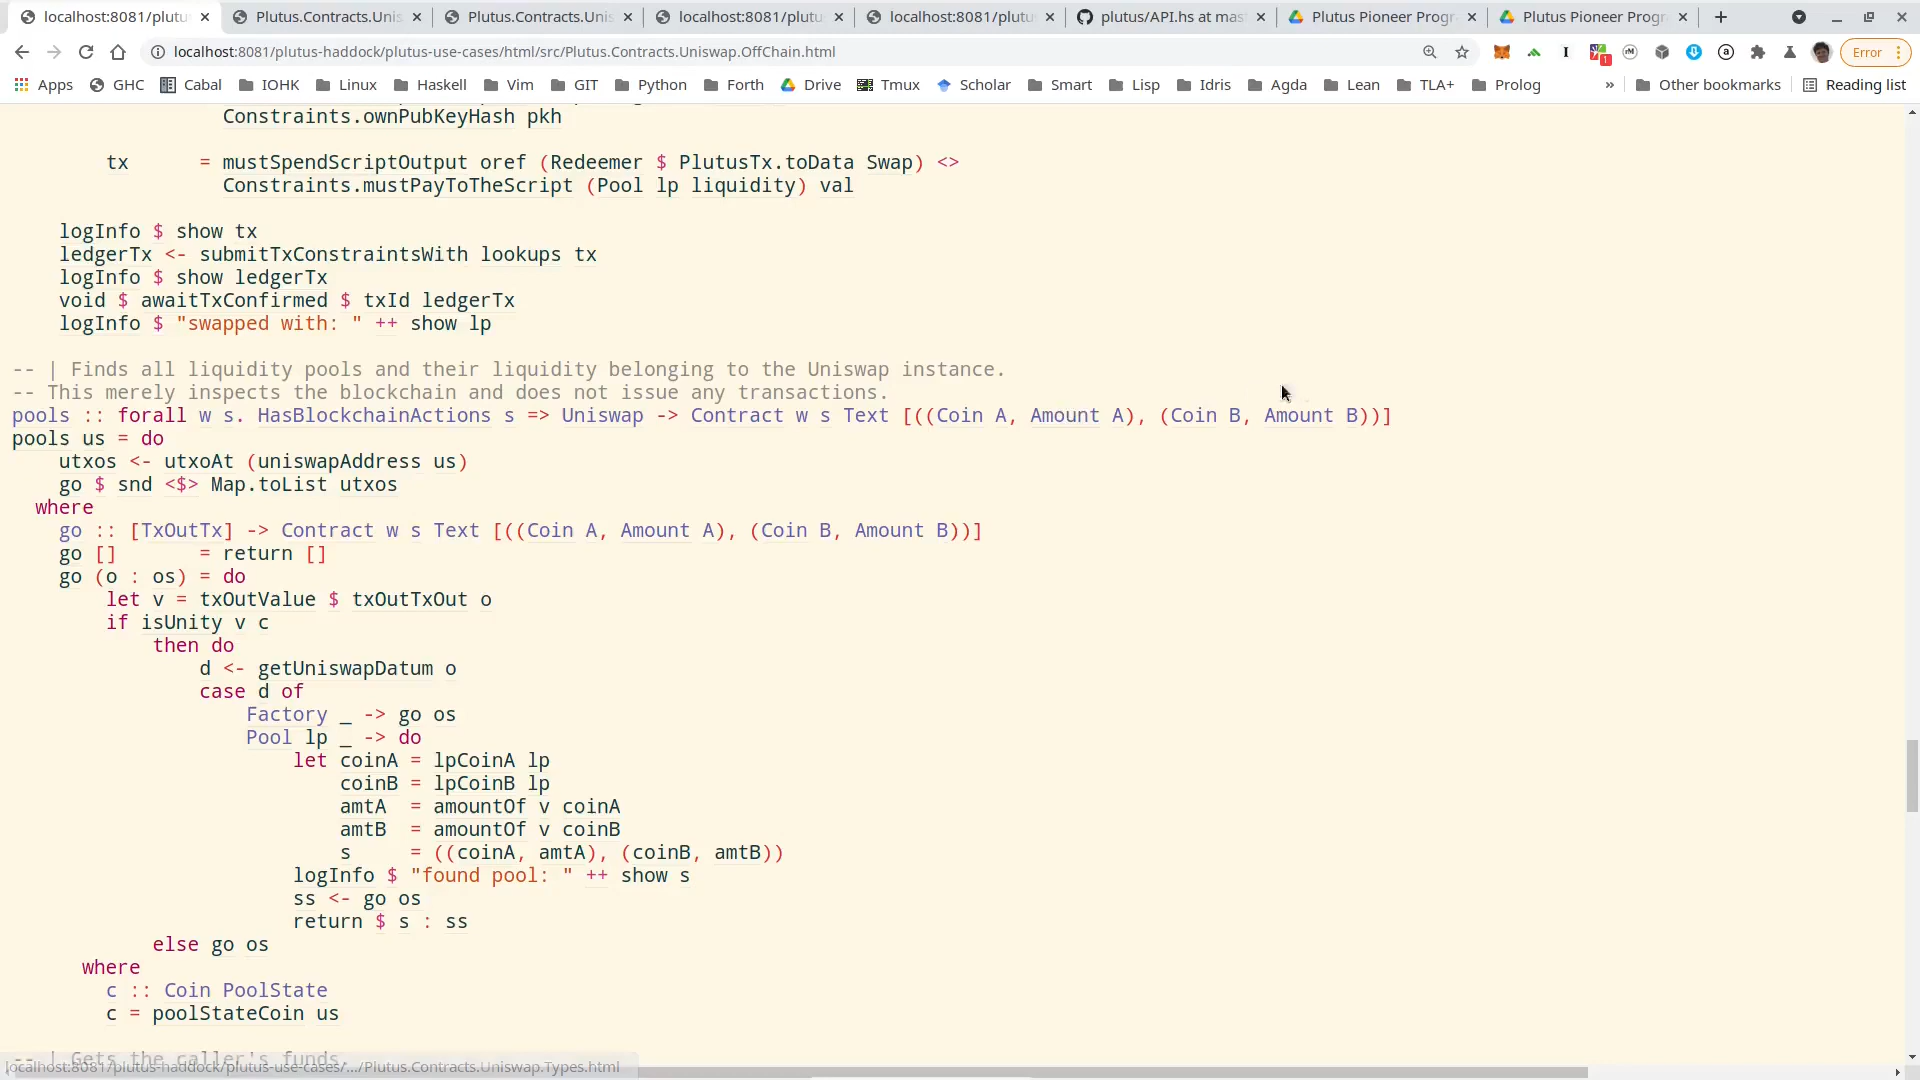 localhost:8081/plutu
Plutus.Contracts.Unis
Plutus.Contracts.Unis
localhost:8081/plutu
localhost:8081/plutu
plutus/API.hs at mas
Plutus Pioneer Progr
Plutus Pioneer Progr
localhost:8081/plutus-haddock/plutus-use-cases/html/src/Plutus.Contracts.Uniswap.OffChain.html
Error
Apps GHC Cabal IOHK Linux Haskell Vim GIT Python Forth Drive Tmux Scholar Smart Lisp Idris Agda Lean TLA+ Prolog » Other bookmarks Reading list
Constraints.ownPubKeyHash pkh
tx = mustSpendScriptOutput oref (Redeemer $ PlutusTx.toData Swap) <>
Constraints.mustPayToTheScript (Pool lp liquidity) val
logInfo $ show tx
ledgerTx <- submitTxConstraintsWith lookups tx
logInfo $ show ledgerTx
void $ awaitTxConfirmed $ txId ledgerTx
logInfo $ "swapped with: " ++ show lp
-- | Finds all liquidity pools and their liquidity belonging to the Uniswap instance.
-- This merely inspects the blockchain and does not issue any transactions.
pools :: forall w s. HasBlockchainActions s => Uniswap -> Contract w s Text [((Coin A, Amount A), (Coin B, Amount B))]
pools us = do
utxos <- utxoAt (uniswapAddress us)
go $ snd <$> Map.toList utxos
where
go :: [TxOutTx] -> Contract w s Text [((Coin A, Amount A), (Coin B, Amount B))]
go [] = return []
go (o : os) = do
let v = txOutValue $ txOutTxOut o
if isUnity v c
then do
d <- getUniswapDatum o
case d of
Factory _ -> go os
Pool lp _ -> do
let coinA = lpCoinA lp
coinB = lpCoinB lp
amtA = amountOf v coinA
amtB = amountOf v coinB
s = ((coinA, amtA), (coinB, amtB))
logInfo $ "found pool: " ++ show s
ss <- go os
return $ s : ss
else go os
where
c :: Coin PoolState
c = poolStateCoin us
-- | Gets the caller's funds.
localhost:8081/plutus-haddock/plutus-use-cases/.../Plutus.Contracts.Uniswap.Types.html